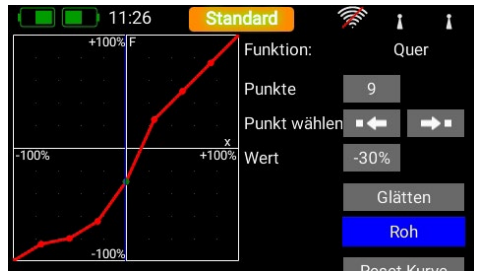 11:26 Standard
+100% F
Funktion: Quer
Punkte 9
Punkt wählen
x
-100% +100%
Wert -30%
Glätten
Roh
-100%
Reset Kurve